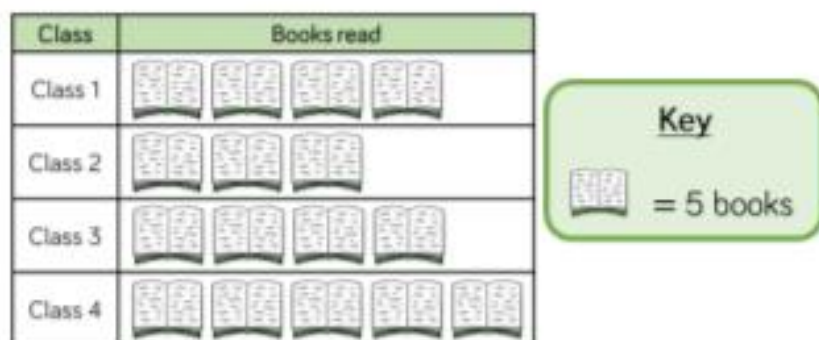 Class Books read
Class 1
Class 2
Class 3
Class 4
Key
= 5 books